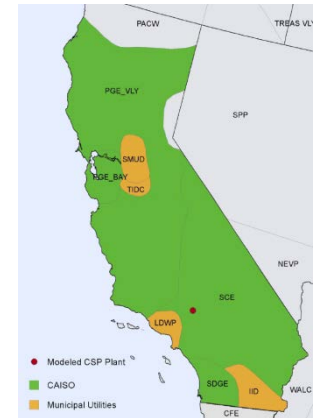 PACW
TREAS VLY
PGE_VLY
SPP
SMUD
PGE_BAY
TIDC
NEVP
SCE
LDWP
Modeled CSP Plant
CAISO
Municipal Utilities
SDGE
IID
WALC
CFE